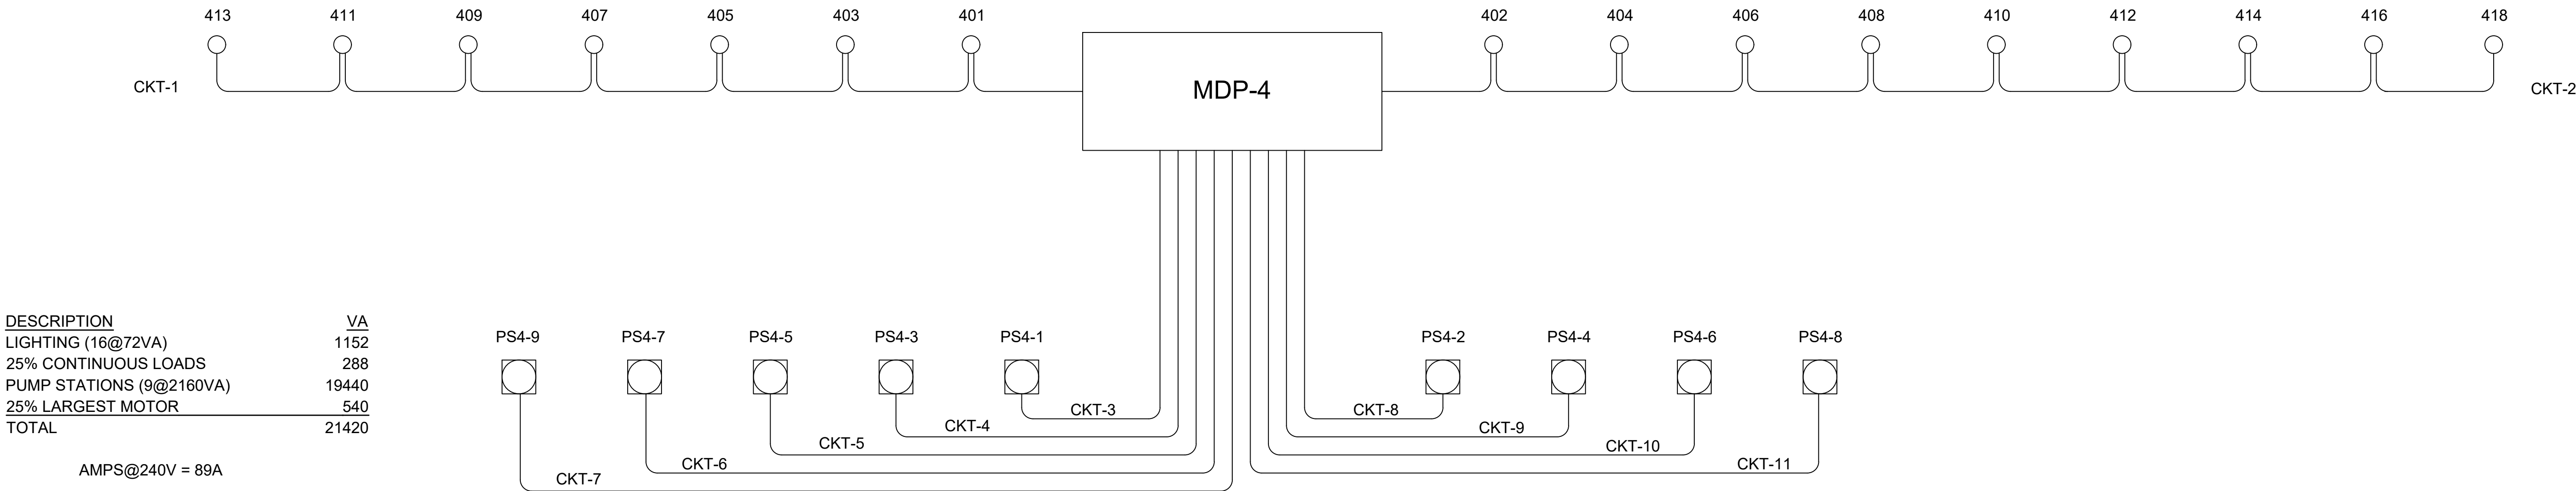 413 411 409 407 405 403 401 402 404 406 408 410 412 414 416 418
CKT-1 MDP-4 CKT-2
DESCRIPTION VA
LIGHTING (16@72VA) 1152
25% CONTINUOUS LOADS 288
PUMP STATIONS (9@2160VA) 19440
25% LARGEST MOTOR 540
TOTAL 21420
AMPS@240V = 89A
PS4-9 PS4-7 PS4-5 PS4-3 PS4-1 PS4-2 PS4-4 PS4-6 PS4-8
CKT-3 CKT-8
CKT-4 CKT-9
CKT-5 CKT-10
CKT-6 CKT-11
CKT-7